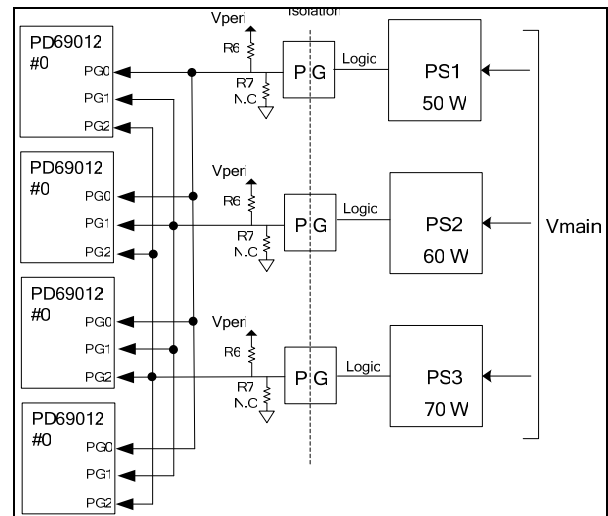 Isolation
PD69012
#0
PG0
PG1
PG2
Vperi
R6
R7
N.C
P G
Logic
PS1
50 W
PD69012
#0
PG0
PG1
PG2
Vperi
R6
R7
N.C
P G
Logic
PS2
60 W
Vmain
PD69012
#0
PG0
PG1
PG2
Vperi
R6
R7
N.C
P G
Logic
PS3
70 W
PD69012
#0
PG0
PG1
PG2